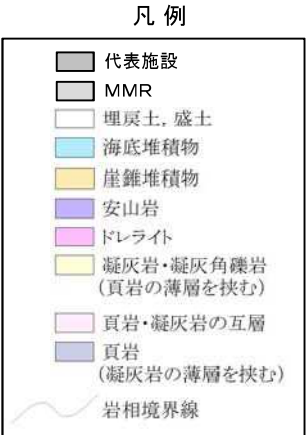 凡 例
代表施設
MMR
埋戻土, 盛土
海底堆積物
崖錐堆積物
安山岩
ドレライト
凝灰岩・凝灰角礫岩
(頁岩の薄層を挟む)
頁岩・凝灰岩の互層
頁岩
(凝灰岩の薄層を挟む)
岩相境界線